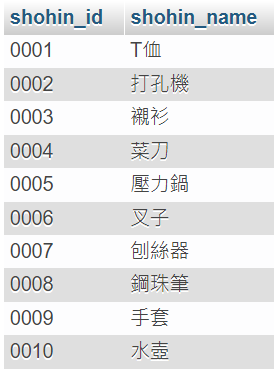 shohin_id shohin_name
0001 T恤
0002 打孔機
0003 襯衫
0004 菜刀
0005 壓力鍋
0006 叉子
0007 刨絲器
0008 鋼珠筆
0009 手套
0010 水壺